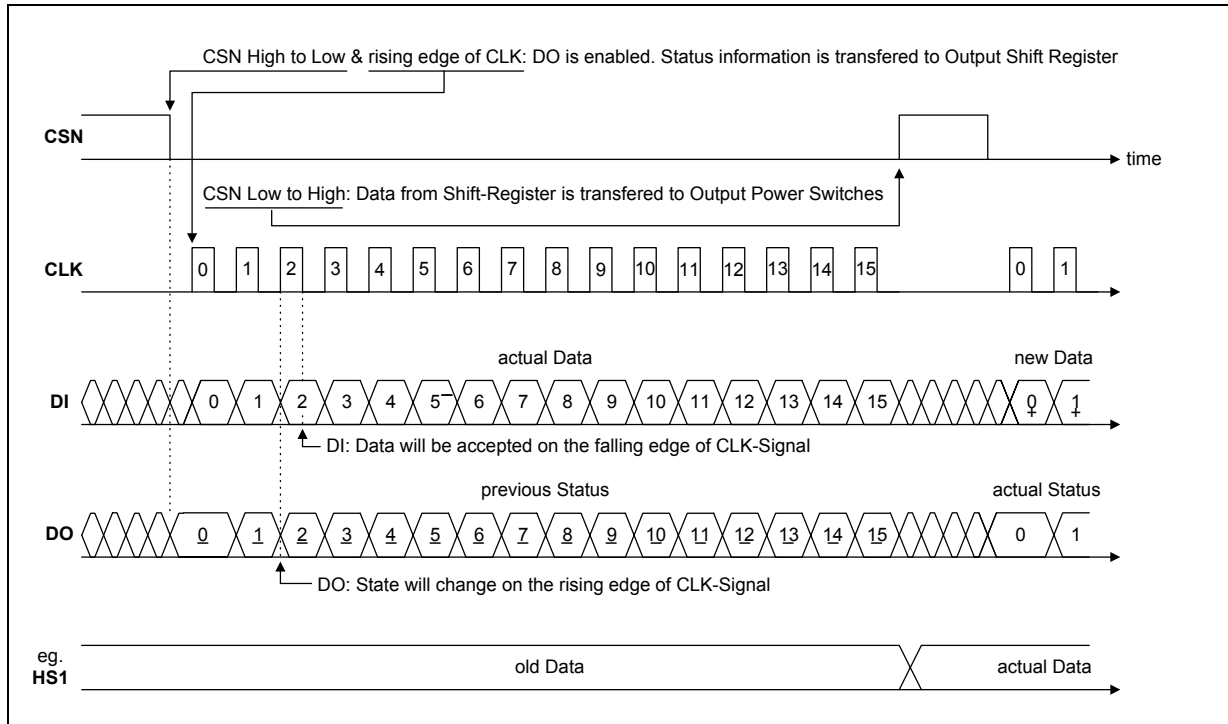 CSN High to Low & rising edge of CLK: DO is enabled. Status information is transfered to Output Shift Register
CSN
time
CSN Low to High: Data from Shift-Register is transfered to Output Power Switches
CLK
0 1 2 3 4 5 6 7 8 9 10 11 12 13 14 15 0 1
actual Data new Data
DI
0 1 2 3 4 5 6 7 8 9 10 11 12 13 14 15 0 1
DI: Data will be accepted on the falling edge of CLK-Signal
previous Status actual Status
DO
0 1 2 3 4 5 6 7 8 9 10 11 12 13 14 15 0 1
DO: State will change on the rising edge of CLK-Signal
eg.
HS1
old Data actual Data